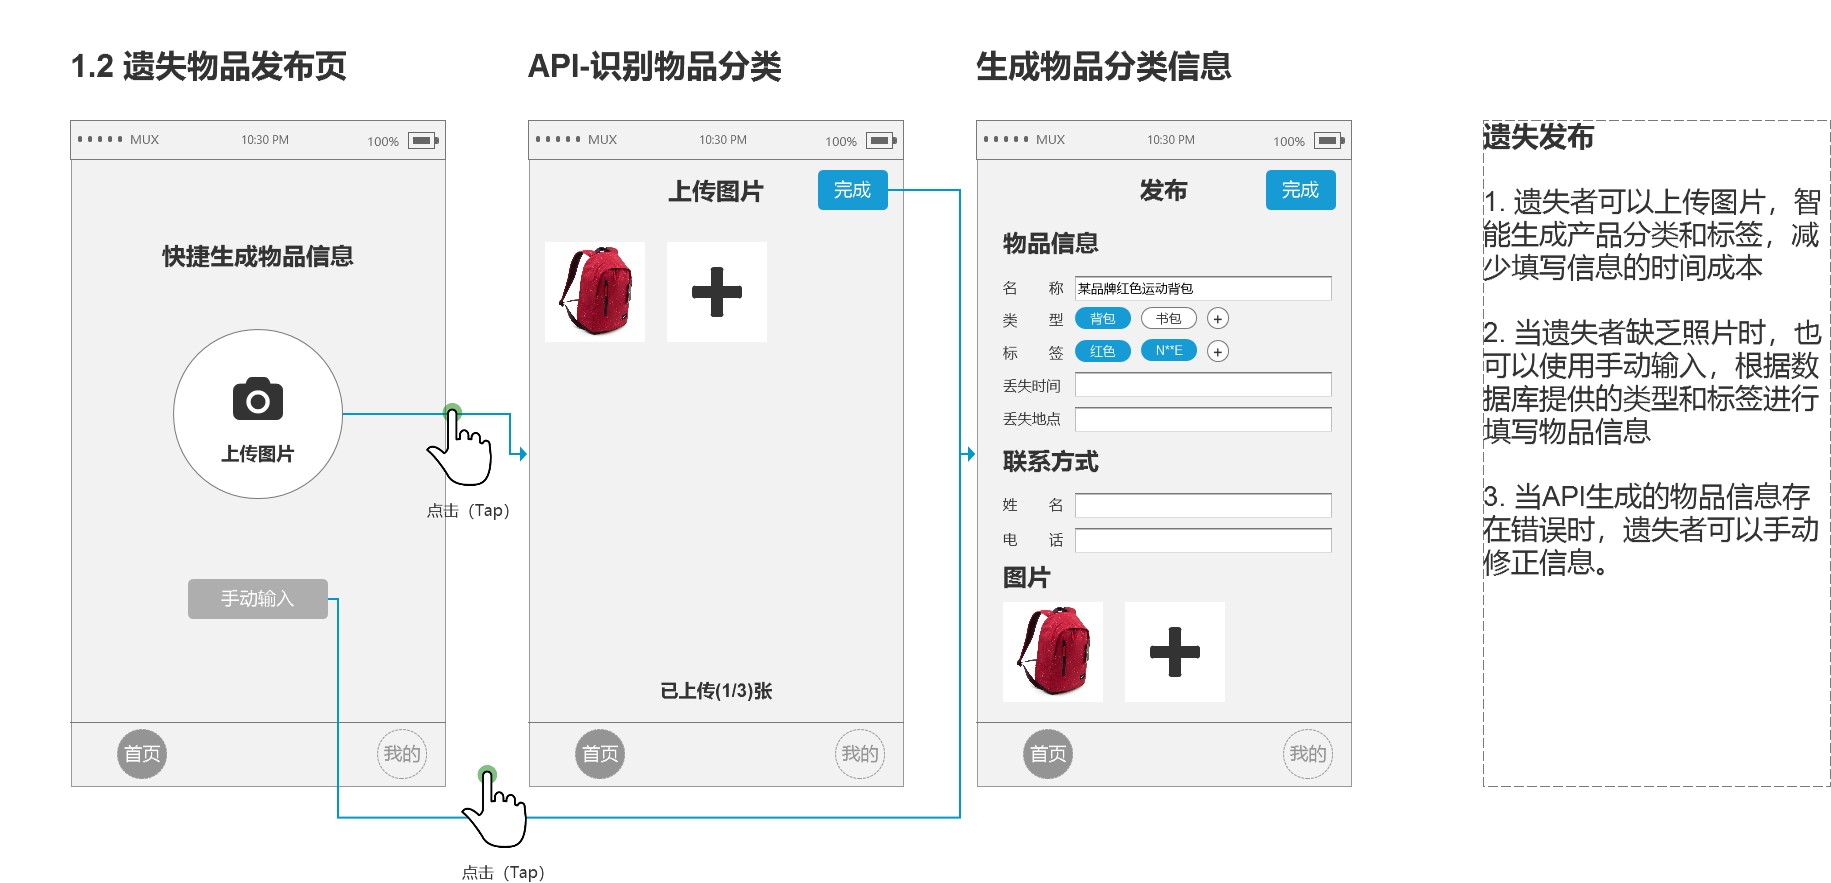 1.2 遗失物品发布页
API-识别物品分类
生成物品分类信息
MUX 10:30 PM 100%
快捷生成物品信息
上传图片
手动输入
首页 我的
点击（Tap）
点击（Tap）
MUX 10:30 PM 100%
上传图片 完成
已上传(1/3)张
首页 我的
MUX 10:30 PM 100%
发布 完成
物品信息
名 称 某品牌红色运动背包
类 型 背包 书包 +
标 签 红色 N**E +
丢失时间
丢失地点
联系方式
姓 名
电 话
图片
首页 我的
遗失发布
1. 遗失者可以上传图片，智
能生成产品分类和标签，减
少填写信息的时间成本
2. 当遗失者缺乏照片时，也
可以使用手动输入，根据数
据库提供的类型和标签进行
填写物品信息
3. 当API生成的物品信息存
在错误时，遗失者可以手动
修正信息。